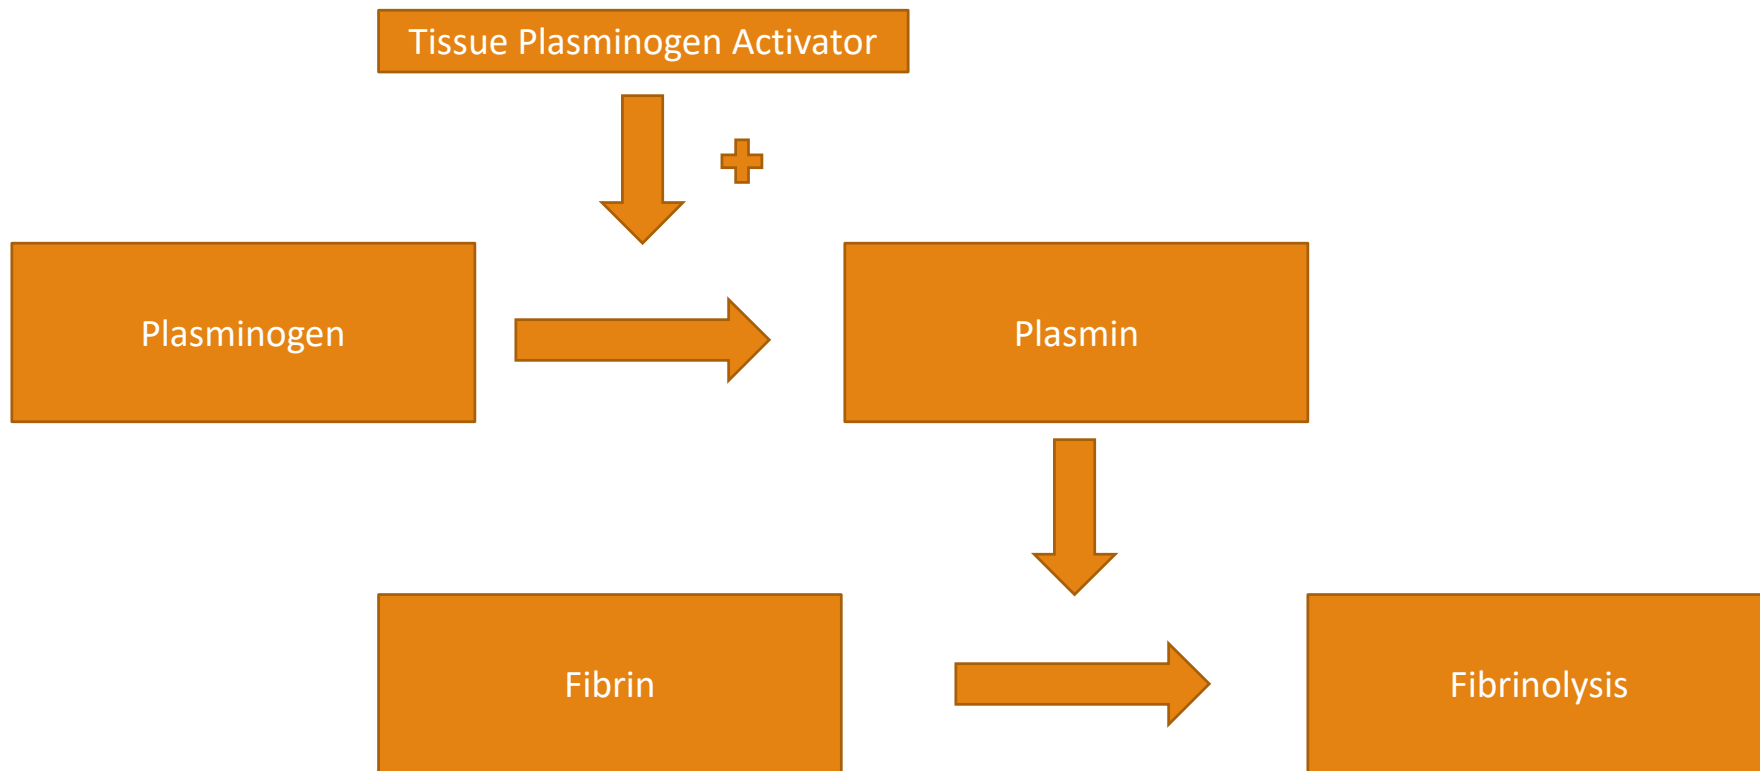 Tissue Plasminogen Activator
Plasminogen
Plasmin
Fibrin
Fibrinolysis